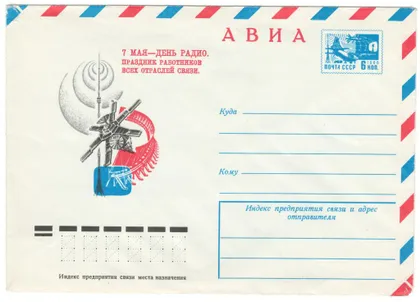 АВИА
7 МАЯ—ДЕНЬ РАДИО.
ПРАЗДНИК РАБОТНИКОВ
ВСЕХ ОТРАСЛЕЙ СВЯЗИ.
ПОЧТА СССР
6
КОП.
Куда
Кому
Индекс предприятия связи и адрес
отправителя
Индекс предприятия связи места назначения